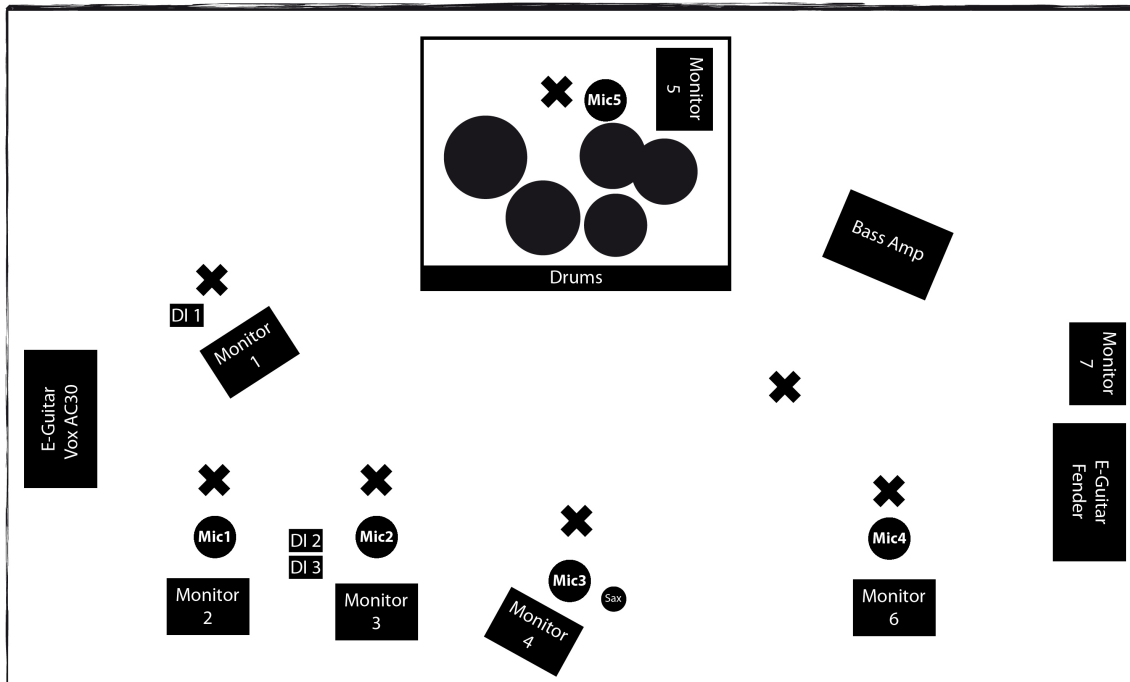 Monitor
5
Mic5
Bass Amp
Drums
DI 1
Monitor
1
Monitor
7
E-Guitar
Vox AC30
E-Guitar
Fender
Mic1
DI 2
DI 3
Mic2
Mic4
Mic3
Sax
Monitor
2
Monitor
3
Monitor
4
Monitor
6